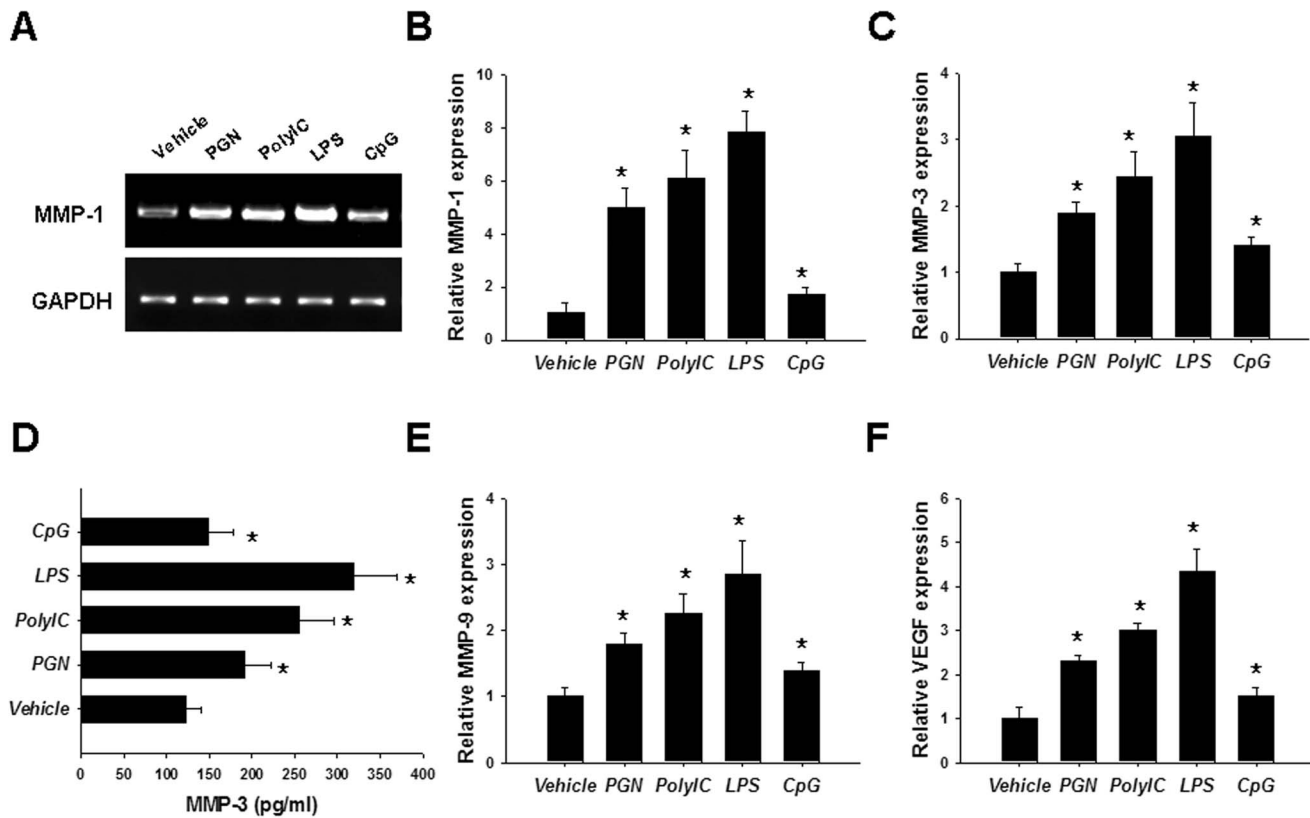 A
Vehicle PGN PolyIC LPS CpG
MMP-1
GAPDH
B
Relative MMP-1 expression
10
8
6
4
2
0
* * * *
Vehicle PGN PolyIC LPS CpG
C
Relative MMP-3 expression
4
3
2
1
0
* * * *
Vehicle PGN PolyIC LPS CpG
D
CpG *
LPS *
PolyIC *
PGN *
Vehicle
0 50 100 150 200 250 300 350 400
MMP-3 (pg/ml)
E
Relative MMP-9 expression
4
3
2
1
0
* * * *
Vehicle PGN PolyIC LPS CpG
F
Relative VEGF expression
6
5
4
3
2
1
0
* * * *
Vehicle PGN PolyIC LPS CpG